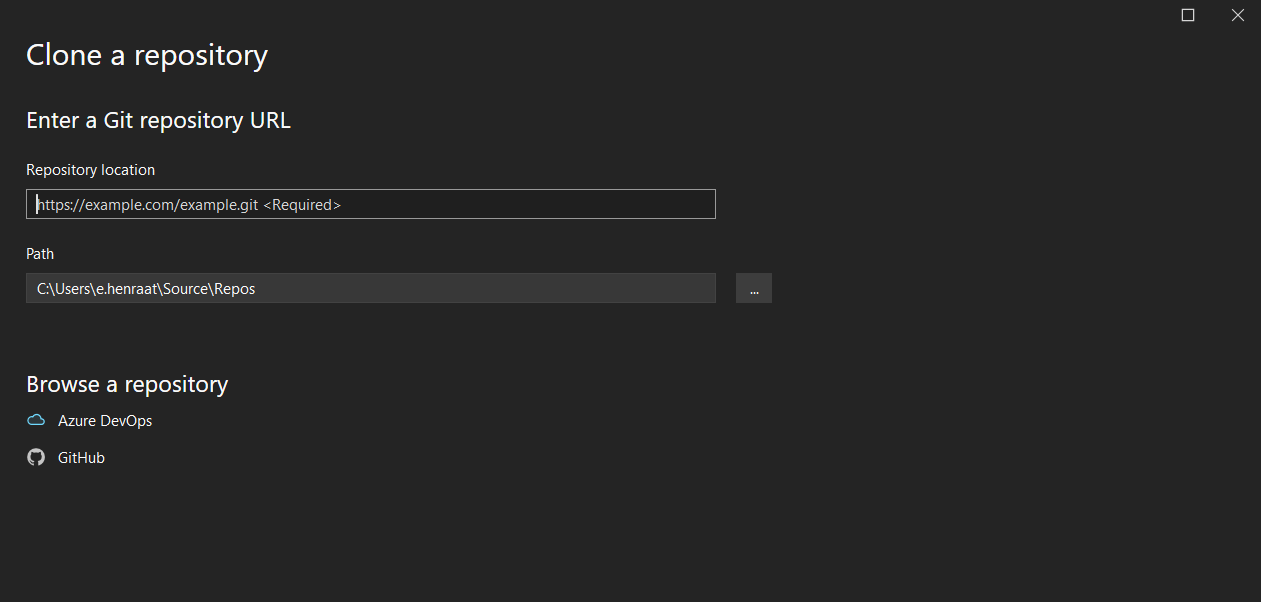 Clone a repository
Enter a Git repository URL
Repository location
https://example.com/example.git <Required>
Path
C:\Users\e.henraat\Source\Repos
...
Browse a repository
Azure DevOps
GitHub